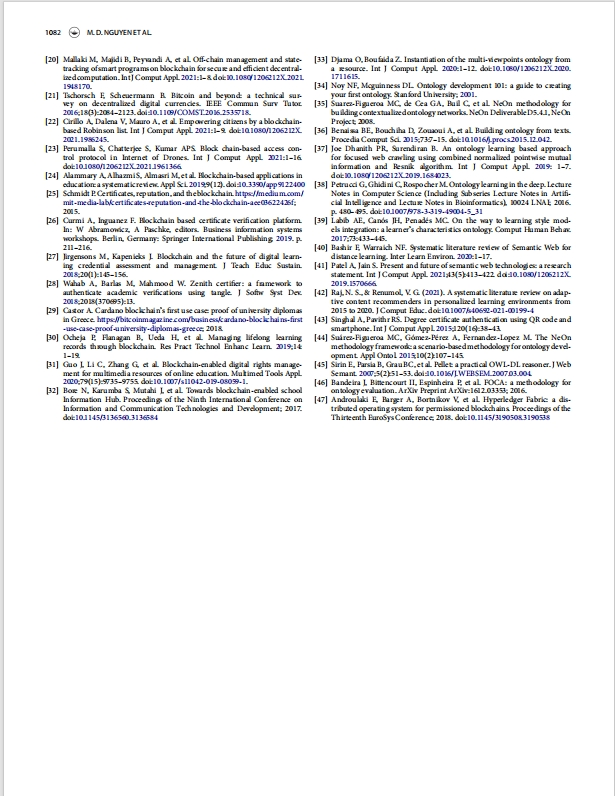 1082 M. D. NGUYEN ET AL.
[20] Mallaki M, Majidi B, Peyvandi A, et al. Off-chain management and state-
tracking of smart programs on blockchain for secure and efficient decentral-
ized computation. Int J Comput Appl. 2021:1–8. doi:10.1080/1206212X.2021.
1948170.
[21] Tschorsch F, Scheuermann B. Bitcoin and beyond: a technical sur-
vey on decentralized digital currencies. IEEE Commun Surv Tutor.
2016;18(3):2084–2123. doi:10.1109/COMST.2016.2535718.
[22] Cirillo A, Dalena V, Mauro A, et al. Empowering citizens by a blockchain-
based Robinson list. Int J Comput Appl. 2021:1–9. doi:10.1080/1206212X.
2021.1986245.
[23] Perumalla S, Chatterjee S, Kumar APS. Block chain-based access con-
trol protocol in Internet of Drones. Int J Comput Appl. 2021:1–16.
doi:10.1080/1206212X.2021.1961366.
[24] Alammary A, Alhazmi S, Almasri M, et al. Blockchain-based applications in
education: a systematic review. Appl Sci. 2019;9(12). doi:10.3390/app9122400
[25] Schmidt P. Certificates, reputation, and the blockchain. https://medium.com/
mit-media-lab/certificates-reputation-and-the-blockchain-aee03622426f;
2015.
[26] Curmi A, Inguanez F. Blockchain based certificate verification platform.
In: W Abramowicz, A Paschke, editors. Business information systems
workshops. Berlin, Germany: Springer International Publishing 2019. p.
211–216.
[27] Jirgensons M, Kapenieks J. Blockchain and the future of digital learn-
ing credential assessment and management. J Teach Educ Sustain.
2018;20(1):145–156.
[28] Wahab A, Barlas M, Mahmood W. Zenith certifier: a framework to
authenticate academic verifications using tangle. J Softw Syst Dev.
2018;2018(370695):13.
[29] Castor A. Cardano blockchain's first use case: proof of university diplomas
in Greece. https://bitcoinmagazine.com/business/cardano-blockchains-first
-use-case-proof-university-diplomas-greece; 2018.
[30] Ocheja P, Flanagan B, Ueda H, et al. Managing lifelong learning
records through blockchain. Res Pract Technol Enhanc Learn. 2019;14:
1–19.
[31] Guo J, Li C, Zhang G, et al. Blockchain-enabled digital rights manage-
ment for multimedia resources of online education. Multimed Tools Appl.
2020;79(15):9735–9755. doi:10.1007/s11042-019-08059-1.
[32] Bore N, Karumba S, Mutahi J, et al. Towards blockchain-enabled school
Information Hub. Proceedings of the Ninth International Conference on
Information and Communication Technologies and Development; 2017.
doi:10.1145/3136560.3136584
[33] Djama O, Boufaida Z. Instantiation of the multi-viewpoints ontology from
a resource. Int J Comput Appl. 2020:1–12. doi:10.1080/1206212X.2020.
1711615.
[34] Noy NF, Mcguinness DL. Ontology development 101: a guide to creating
your first ontology. Stanford University; 2001.
[35] Suarez-Figueroa MC, de Cea GA, Buil C, et al. NeOn methodology for
building contextualized ontology networks. NeOn Deliverable D5.4.1, NeOn
Project; 2008.
[36] Benaissa BE, Bouchiha D, Zouaoui A, et al. Building ontology from texts.
Procedia Comput Sci. 2015;73:7–15. doi:10.1016/j.procs.2015.12.042.
[37] Joe Dhanith PR, Surendiran B. An ontology learning based approach
for focused web crawling using combined normalized pointwise mutual
information and Resnik algorithm. Int J Comput Appl. 2019: 1–7.
doi:10.1080/1206212X.2019.1684023.
[38] Petrucci G, Ghidini C, Rospocher M. Ontology learning in the deep. Lecture
Notes in Computer Science (Including Subseries Lecture Notes in Artifi-
cial Intelligence and Lecture Notes in Bioinformatics), 10024 LNAI; 2016.
p. 480–495. doi:10.1007/978-3-319-49004-5_31
[39] Labib AE, Canós JH, Penadés MC. On the way to learning style mod-
els integration: a learner's characteristics ontology. Comput Human Behav.
2017;73:433–445.
[40] Bashir F, Warraich NF. Systematic literature review of Semantic Web for
distance learning. Inter Learn Environ. 2020:1–17.
[41] Patel A, Jain S. Present and future of semantic web technologies: a research
statement. Int J Comput Appl. 2021;43(5):413–422. doi:10.1080/1206212X.
2019.1570666.
[42] Raj, N. S., & Renumol, V. G. (2021). A systematic literature review on adap-
tive content recommenders in personalized learning environments from
2015 to 2020. J Comput Educ. doi:10.1007/s40692-021-00199-4
[43] Singhal A, Pavithr RS. Degree certificate authentication using QR code and
smartphone. Int J Comput Appl. 2015;120(16):38–43.
[44] Suárez-Figueroa MC, Gómez-Pérez A, Fernandez-Lopez M. The NeOn
methodology framework: a scenario-based methodology for ontology devel-
opment. Appl Ontol. 2015;10(2):107–145.
[45] Sirin E, Parsia B, Grau BC, et al. Pellet: a practical OWL-DL reasoner. J Web
Semant. 2007;5(2):51–53. doi:10.1016/J.WEBSEM.2007.03.004.
[46] Bandeira J, Bittencourt II, Espinheira P, et al. FOCA: a methodology for
ontology evaluation. ArXiv Preprint ArXiv:1612.03353; 2016.
[47] Androulaki E, Barger A, Bortnikov V, et al. Hyperledger Fabric: a dis-
tributed operating system for permissioned blockchains. Proceedings of the
Thirteenth EuroSys Conference; 2018. doi:10.1145/3190508.3190538